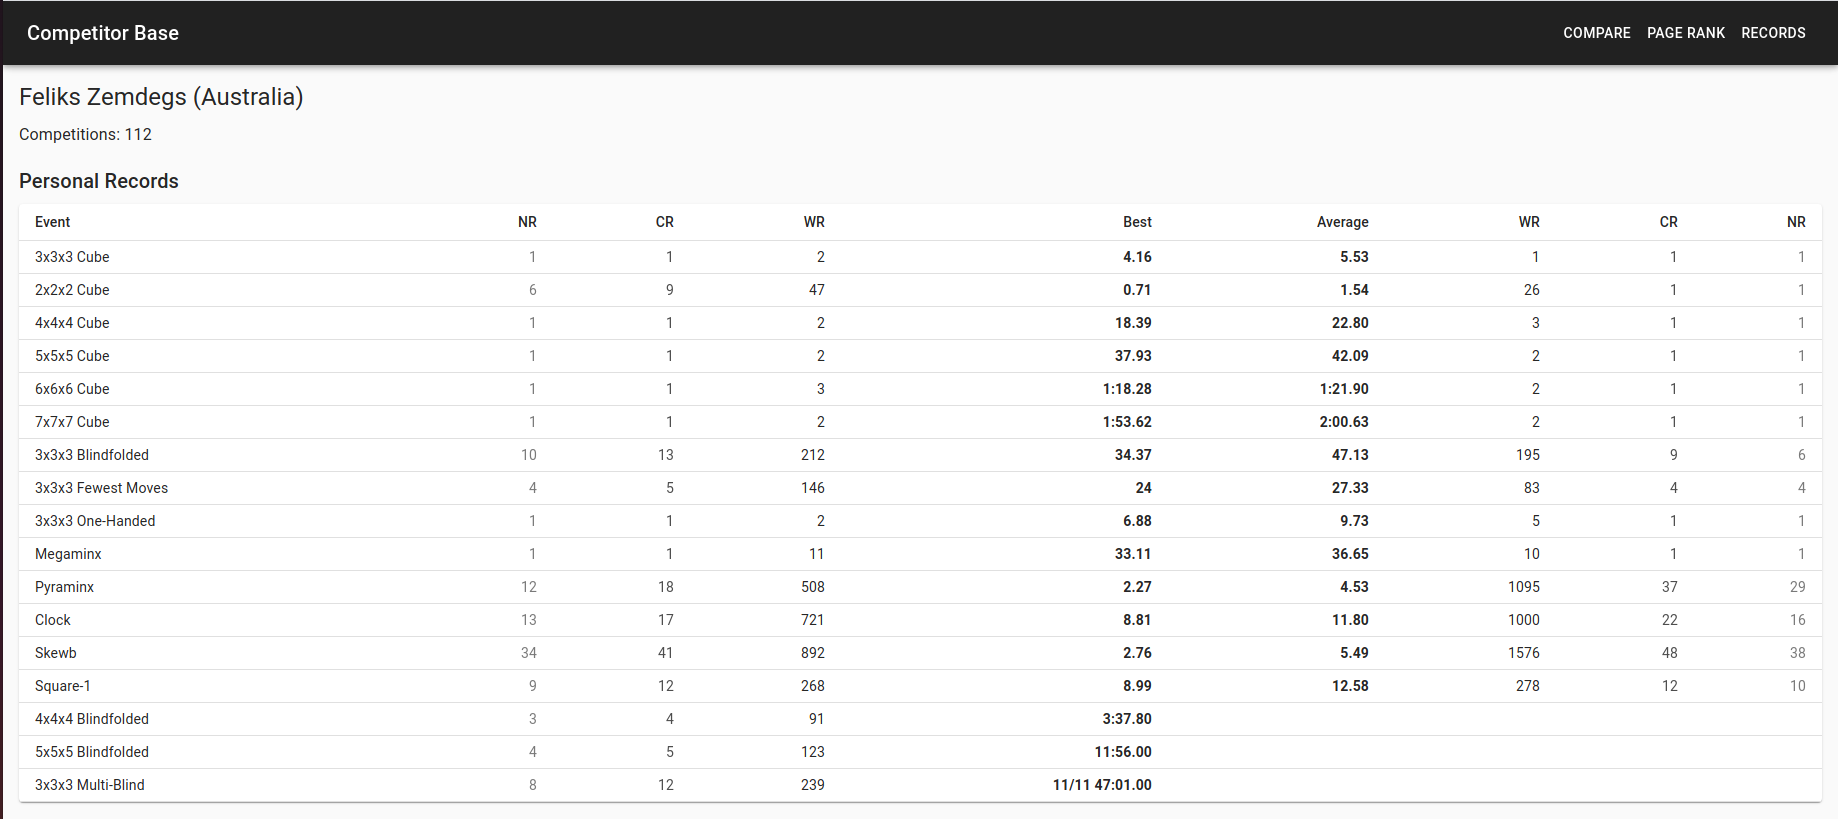 Competitor Base COMPARE PAGE RANK RECORDS
Feliks Zemdegs (Australia)
Competitions: 112
Personal Records
Event NR CR WR Best Average WR CR NR
3x3x3 Cube 1 1 2 4.16 5.53 1 1 1
2x2x2 Cube 6 9 47 0.71 1.54 26 1 1
4x4x4 Cube 1 1 2 18.39 22.80 3 1 1
5x5x5 Cube 1 1 2 37.93 42.09 2 1 1
6x6x6 Cube 1 1 3 1:18.28 1:21.90 2 1 1
7x7x7 Cube 1 1 2 1:53.62 2:00.63 2 1 1
3x3x3 Blindfolded 10 13 212 34.37 47.13 195 9 6
3x3x3 Fewest Moves 4 5 146 24 27.33 83 4 4
3x3x3 One-Handed 1 1 2 6.88 9.73 5 1 1
Megaminx 1 1 11 33.11 36.65 10 1 1
Pyraminx 12 18 508 2.27 4.53 1095 37 29
Clock 13 17 721 8.81 11.80 1000 22 16
Skewb 34 41 892 2.76 5.49 1576 48 38
Square-1 9 12 268 8.99 12.58 278 12 10
4x4x4 Blindfolded 3 4 91 3:37.80
5x5x5 Blindfolded 4 5 123 11:56.00
3x3x3 Multi-Blind 8 12 239 11/11 47:01.00